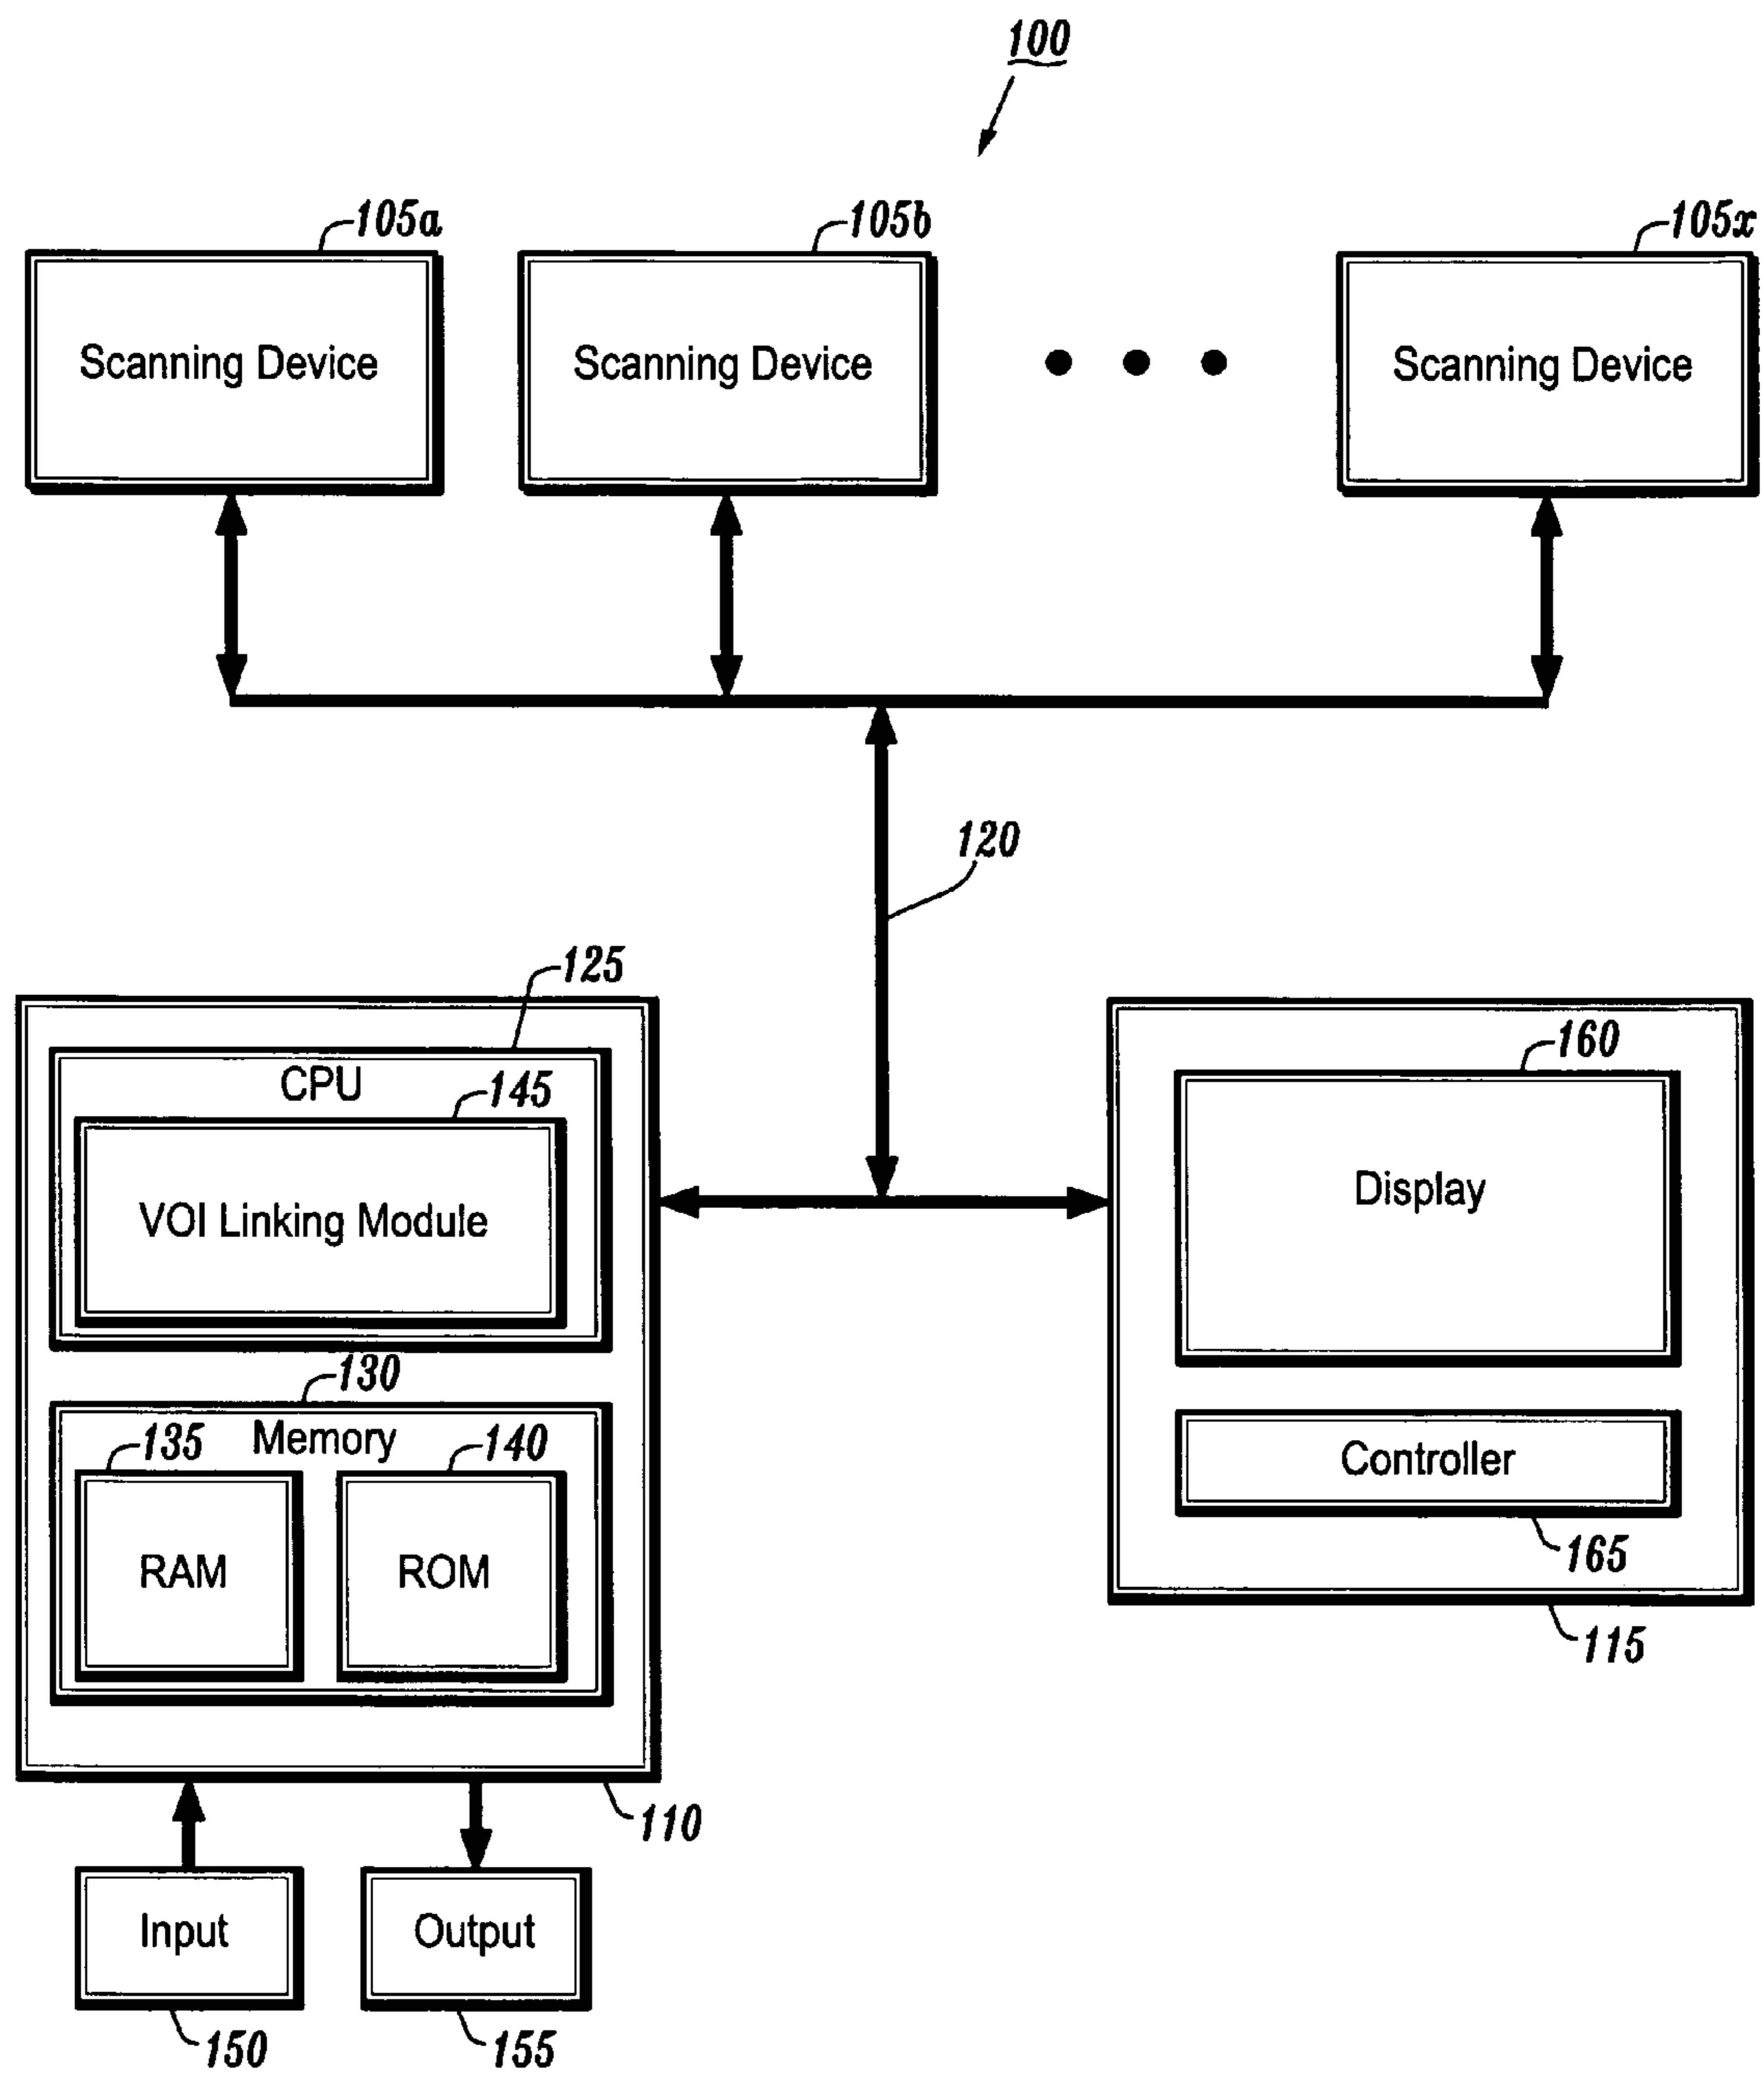 100
105a
105b
105x
Scanning Device
Scanning Device
Scanning Device
120
125
CPU
145
VOI Linking Module
130
Memory
135
140
RAM
ROM
110
Input
Output
150
155
160
Display
Controller
165
115